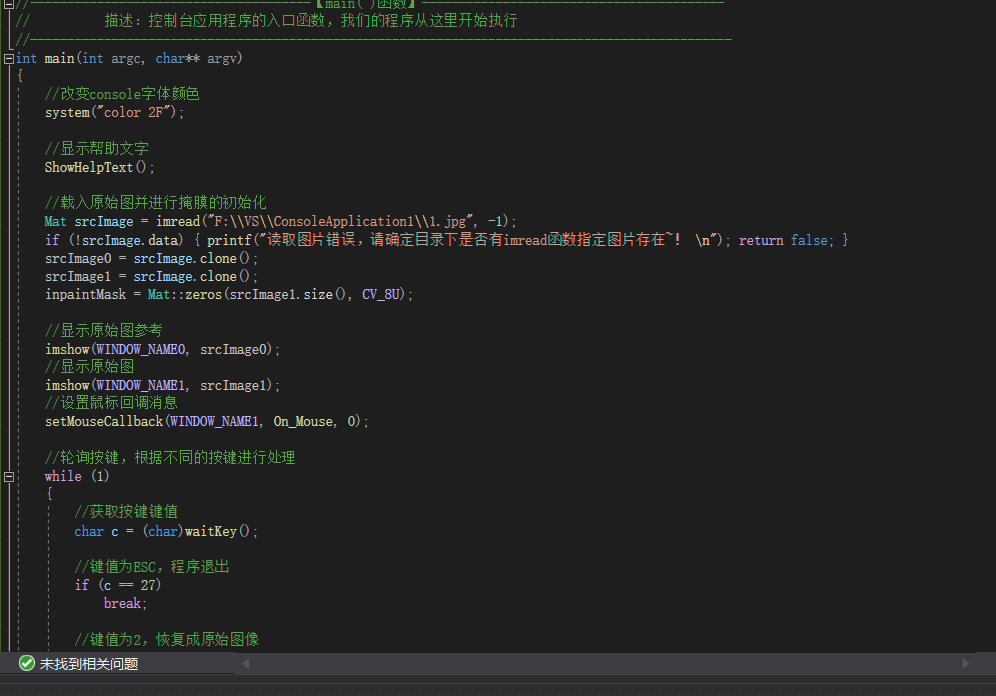 //--------------------------------------【main( )函数】-----------------------------------------
//          描述：控制台应用程序的入口函数，我们的程序从这里开始执行
//-----------------------------------------------------------------------------------------------
int main(int argc, char** argv)
{
    //改变console字体颜色
    system("color 2F");

    //显示帮助文字
    ShowHelpText();

    //载入原始图并进行掩膜的初始化
    Mat srcImage = imread("F:\\VS\\ConsoleApplication1\\1.jpg", -1);
    if (!srcImage.data) { printf("读取图片错误，请确定目录下是否有imread函数指定图片存在~！ \n"); return false; }
    srcImage0 = srcImage.clone();
    srcImage1 = srcImage.clone();
    inpaintMask = Mat::zeros(srcImage1.size(), CV_8U);

    //显示原始图参考
    imshow(WINDOW_NAME0, srcImage0);
    //显示原始图
    imshow(WINDOW_NAME1, srcImage1);
    //设置鼠标回调消息
    setMouseCallback(WINDOW_NAME1, On_Mouse, 0);

    //轮询按键，根据不同的按键进行处理
    while (1)
    {
        //获取按键键值
        char c = (char)waitKey();

        //键值为ESC，程序退出
        if (c == 27)
            break;

        //键值为2，恢复成原始图像
未找到相关问题